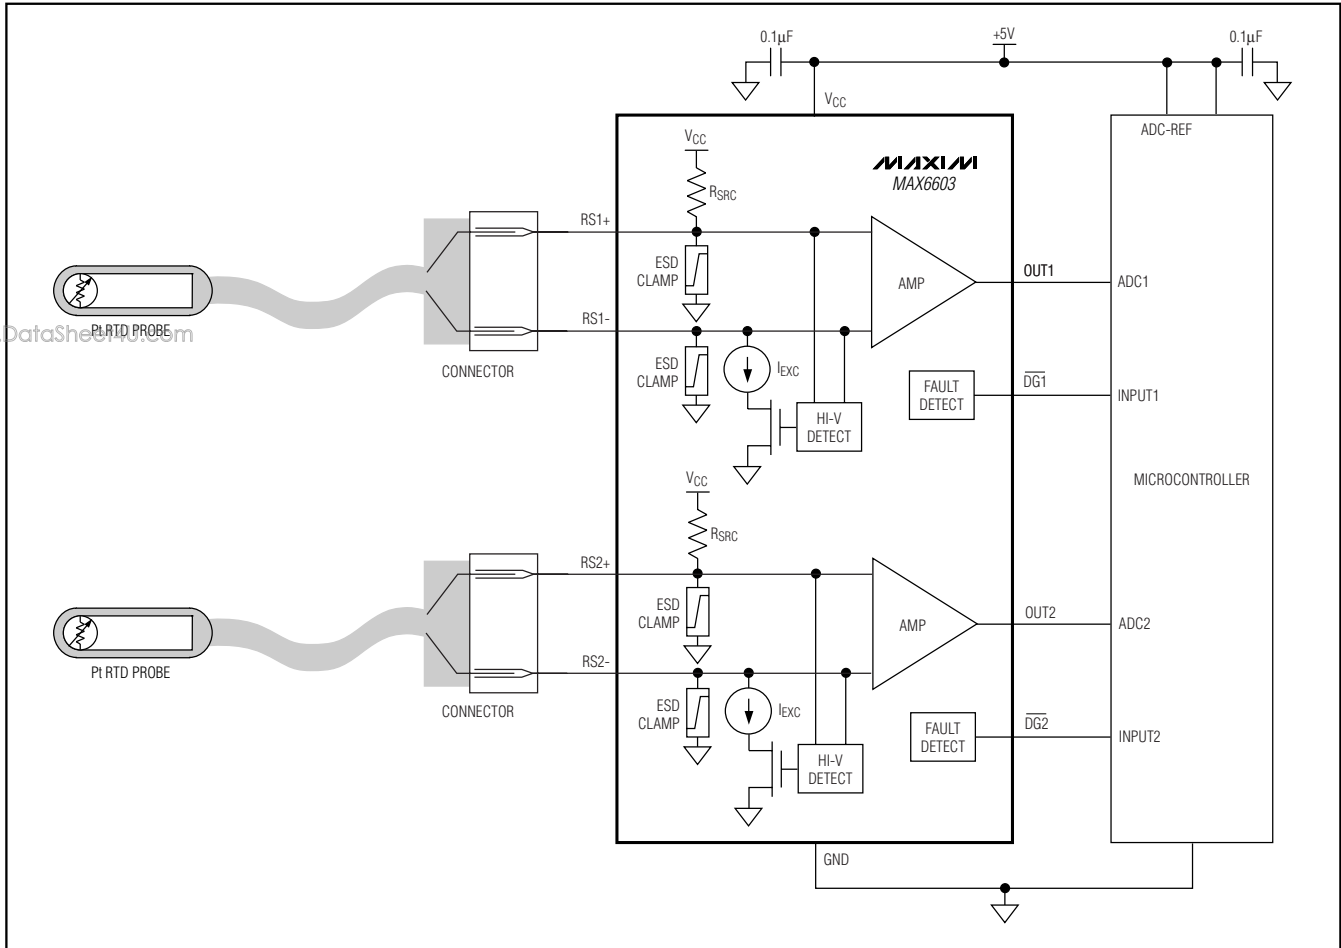 0.1µF
+5V
0.1µF
VCC
ADC-REF
VCC
MAXIM
MAX6603
RSRC
RS1+
ESD
CLAMP
AMP
OUT1
ADC1
Pt RTD PROBE
DataSheet4U.com
RS1-
CONNECTOR
ESD
CLAMP
IEXC
HI-V
DETECT
FAULT
DETECT
DG1
INPUT1
MICROCONTROLLER
VCC
RSRC
RS2+
ESD
CLAMP
AMP
OUT2
ADC2
Pt RTD PROBE
RS2-
CONNECTOR
ESD
CLAMP
IEXC
HI-V
DETECT
FAULT
DETECT
DG2
INPUT2
GND